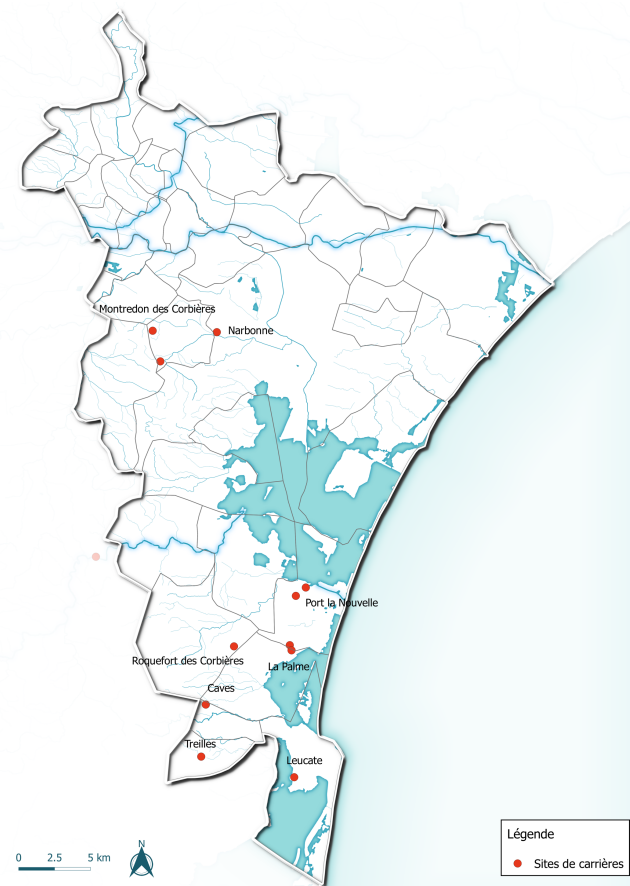 Montredon des Corbières
Narbonne
Port la Nouvelle
Roquefort des Corbières
La Palme
Caves
Treilles
Leucate
Légende
Sites de carrières
0 2.5 5 km
N